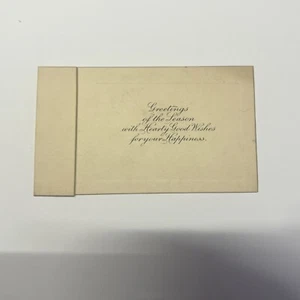 Greetings
of the Season
with Hearty Good Wishes
for your Happiness.